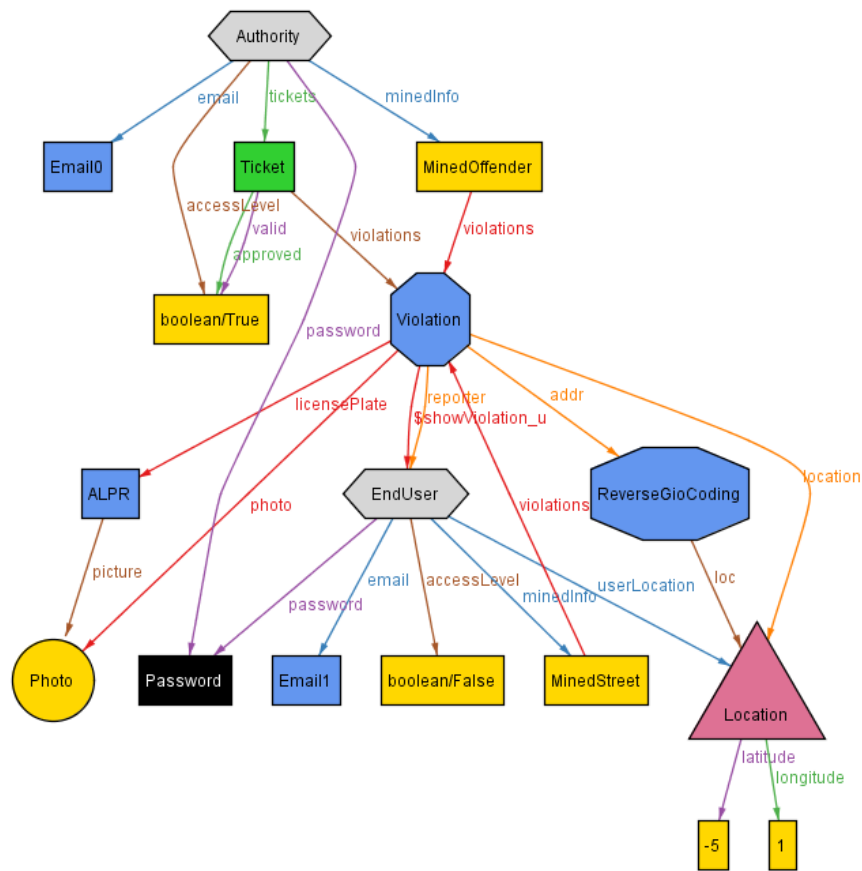 Authority
email
tickets
minedInfo
Email0
Ticket
MinedOffender
accessLevel
valid
approved
violations
violations
boolean/True
Violation
password
licensePlate
reporter
$showViolation_u
addr
location
ALPR
photo
EndUser
violations
ReverseGioCoding
picture
password
email
accessLevel
minedInfo
userLocation
loc
Photo
Password
Email1
boolean/False
MinedStreet
Location
latitude
longitude
-5
1